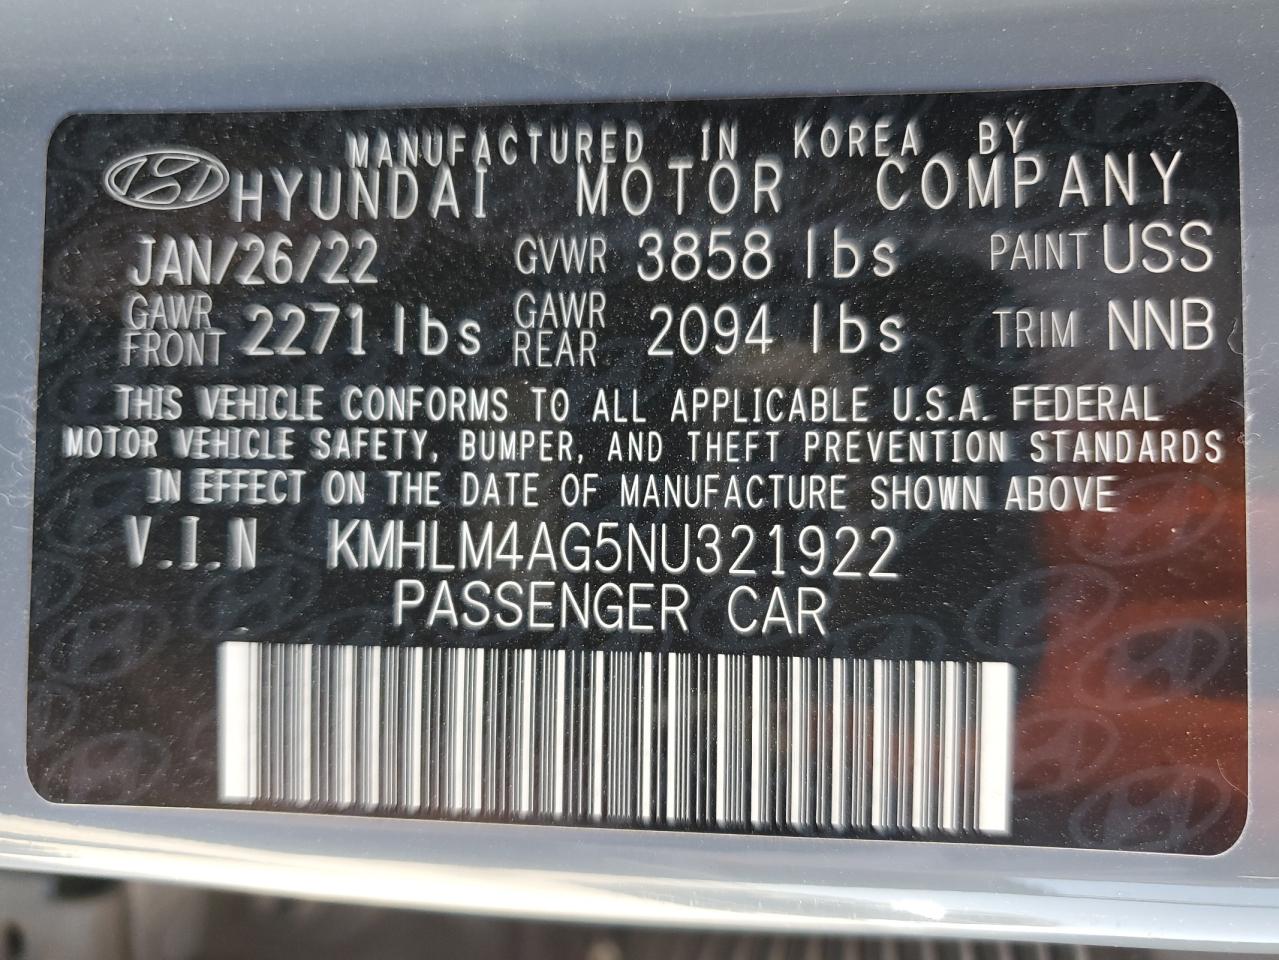 MANUFACTURED IN KOREA BY
HYUNDAI MOTOR COMPANY
JAN/26/22 GVWR 3858 lbs PAINT USS
GAWR FRONT 2271 lbs GAWR REAR 2094 lbs TRIM NNB
THIS VEHICLE CONFORMS TO ALL APPLICABLE U.S.A. FEDERAL
MOTOR VEHICLE SAFETY, BUMPER, AND THEFT PREVENTION STANDARDS
IN EFFECT ON THE DATE OF MANUFACTURE SHOWN ABOVE
V.I.N KMHLM4AG5NU321922
PASSENGER CAR